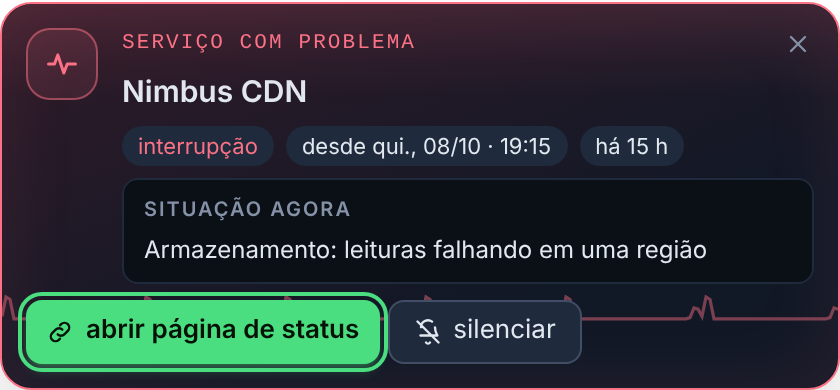 SERVIÇO COM PROBLEMA
Nimbus CDN
interrupção desde qui., 08/10 · 19:15 há 15 h
SITUAÇÃO AGORA
Armazenamento: leituras falhando em uma região
abrir página de status silenciar